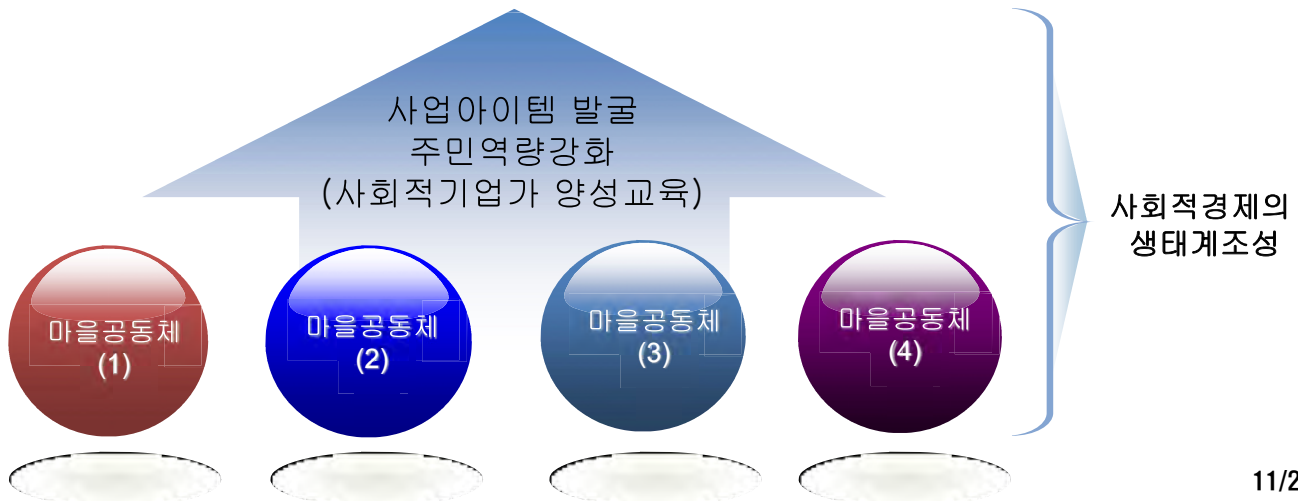 사업아이템 발굴
주민역량강화
(사회적기업가 양성교육)
사회적경제의
생태계조성
마을공동체
(1)
마을공동체
(2)
마을공동체
(3)
마을공동체
(4)
11/2